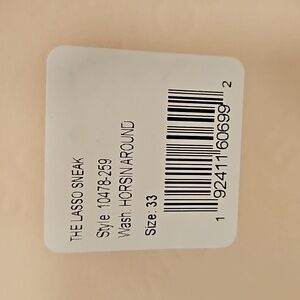 THE LASSO SNEAK
Style: 10478-259
Wash: HORSIN AROUND
Size: 33
1 92411 60699 2